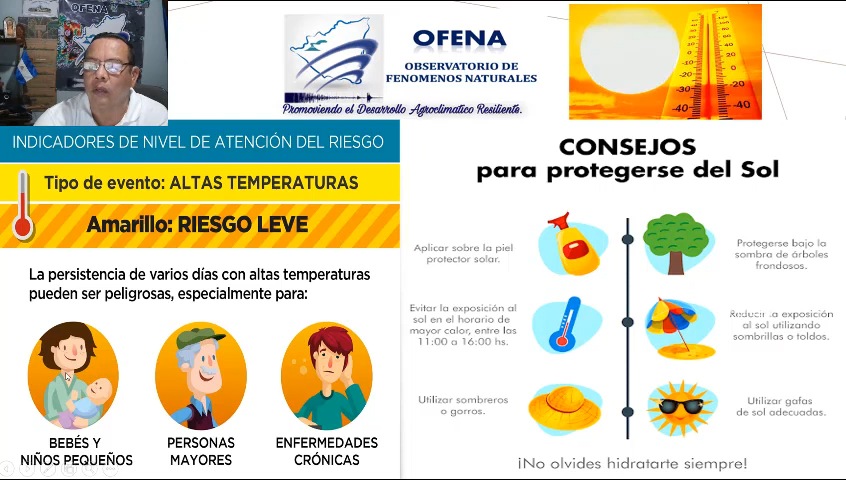 OFENA
OFENA
OBSERVATORIO DE
FENOMENOS NATURALES
Promoviendo el Desarrollo Agroclimatico Resiliente.
INDICADORES DE NIVEL DE ATENCIÓN DEL RIESGO
Tipo de evento: ALTAS TEMPERATURAS
Amarillo: RIESGO LEVE
La persistencia de varios días con altas temperaturas
pueden ser peligrosas, especialmente para:
BEBÉS Y
NIÑOS PEQUEÑOS
PERSONAS
MAYORES
ENFERMEDADES
CRÓNICAS
CONSEJOS
para protegerse del Sol
Aplicar sobre la piel
protector solar.
Protegerse bajo la
sombra de árboles
frondosos.
Evitar la exposición al
sol en el horario de
mayor calor, entre las
11:00 a 16:00 hs.
Reducir la exposición
al sol utilizando
sombrillas o toldos.
Utilizar sombreros
o gorros.
Utilizar gafas
de sol adecuadas.
¡No olvides hidratarte siempre!